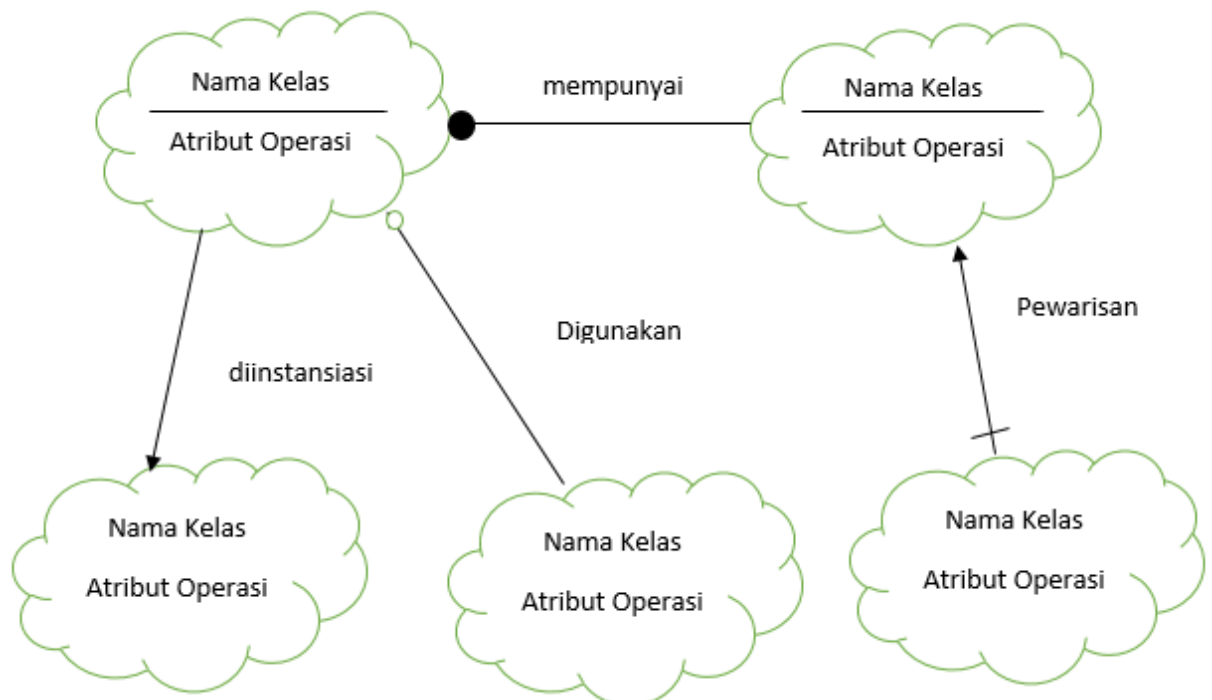 Nama Kelas
Atribut Operasi
mempunyai
Nama Kelas
Atribut Operasi
diinstansiasi
Digunakan
Pewarisan
Nama Kelas
Atribut Operasi
Nama Kelas
Atribut Operasi
Nama Kelas
Atribut Operasi